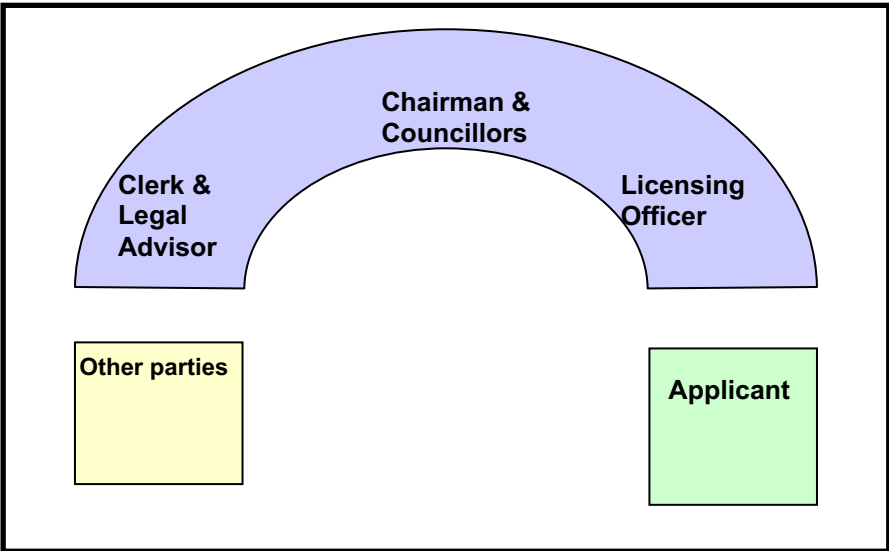 Chairman &
Councillors
Clerk &
Legal
Advisor
Licensing
Officer
Other parties
Applicant